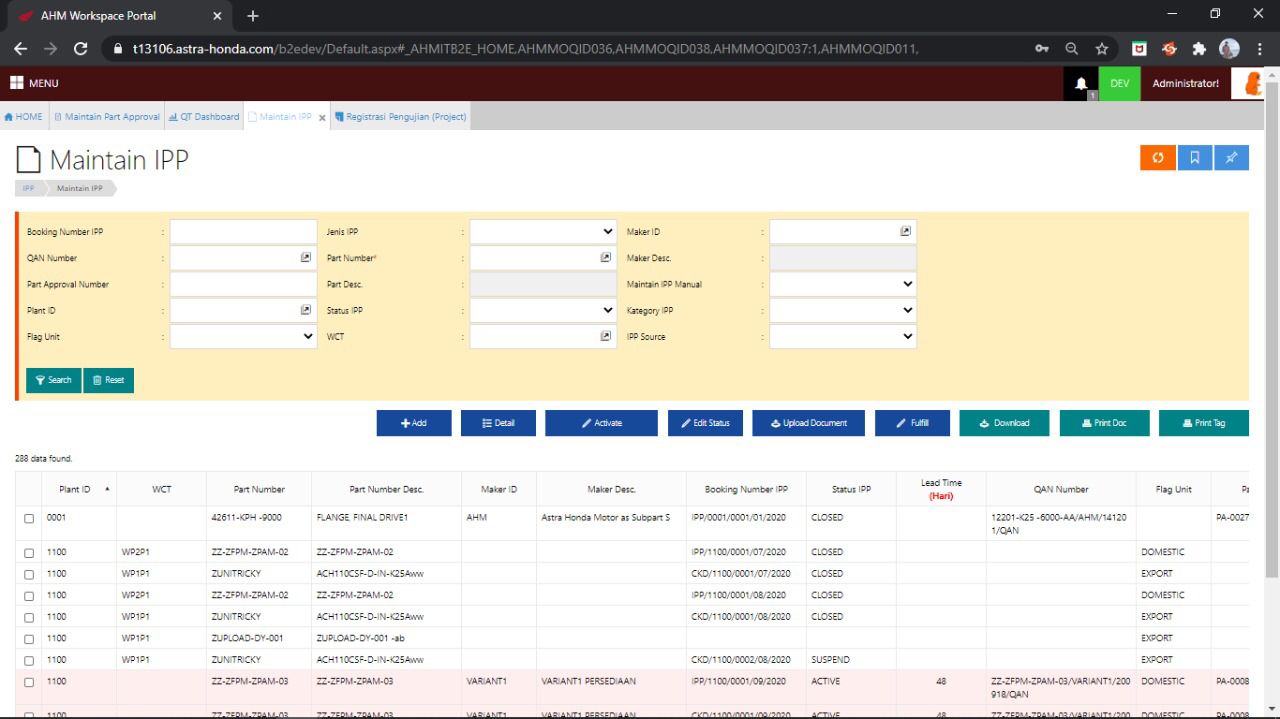 AHM Workspace Portal
t13106.astra-honda.com/b2edev/Default.aspx#_AHMITB2E_HOME,AHMMOQID036,AHMMOQID038,AHMMOQID037:1,AHMMOQID011,
MENU 1 DEV Administrator!
HOME Maintain Part Approval QT Dashboard Maintain IPP Registrasi Pengujian (Project)
Maintain IPP
IPP Maintain IPP
Booking Number IPP : Jenis IPP : Maker ID :
QAN Number : Part Number* : Maker Desc. :
Part Approval Number : Part Desc. : Maintain IPP Manual :
Plant ID : Status IPP : Kategory IPP :
Flag Unit : WCT : IPP Source :
Search Reset
Add Detail Activate Edit Status Upload Document Fulfill Download Print Doc Print Tag
288 data found.
Plant ID WCT Part Number Part Number Desc. Maker ID Maker Desc. Booking Number IPP Status IPP Lead Time QAN Number Flag Unit Pa
(Hari)
0001 42611-KPH -9000 FLANGE, FINAL DRIVE1 AHM Astra Honda Motor as Subpart S IPP/0001/0001/01/2020 CLOSED 12201-K25 -6000-AA/AHM/14120 PA-0027
1/QAN
1100 WP2P1 ZZ-ZFPM-ZPAM-02 ZZ-ZFPM-ZPAM-02 IPP/1100/0001/07/2020 CLOSED DOMESTIC
1100 WP1P1 ZUNITRICKY ACH110CSF-D-IN-K25Aww CKD/1100/0001/07/2020 CLOSED EXPORT
1100 WP2P1 ZZ-ZFPM-ZPAM-02 ZZ-ZFPM-ZPAM-02 IPP/1100/0001/08/2020 CLOSED DOMESTIC
1100 WP1P1 ZUNITRICKY ACH110CSF-D-IN-K25Aww CKD/1100/0001/08/2020 CLOSED EXPORT
1100 WP1P1 ZUPLOAD-DY-001 ZUPLOAD-DY-001 -ab EXPORT
1100 WP1P1 ZUNITRICKY ACH110CSF-D-IN-K25Aww CKD/1100/0002/08/2020 SUSPEND EXPORT
1100 ZZ-ZFPM-ZPAM-03 ZZ-ZFPM-ZPAM-03 VARIANT1 VARIANT1 PERSEDIAAN IPP/1100/0001/09/2020 ACTIVE 48 ZZ-ZFPM-ZPAM-03/VARIANT1/200 DOMESTIC PA-0008
918/QAN
1100 ZZ-ZFPM-ZPAM-03 ZZ-ZFPM-ZPAM-03 VARIANT1 VARIANT1 PERSEDIAAN CKD/1100/0001/09/2020 ACTIVE 48 ZZ-ZFPM-ZPAM-03/VARIANT1/200 DOMESTIC PA-0008